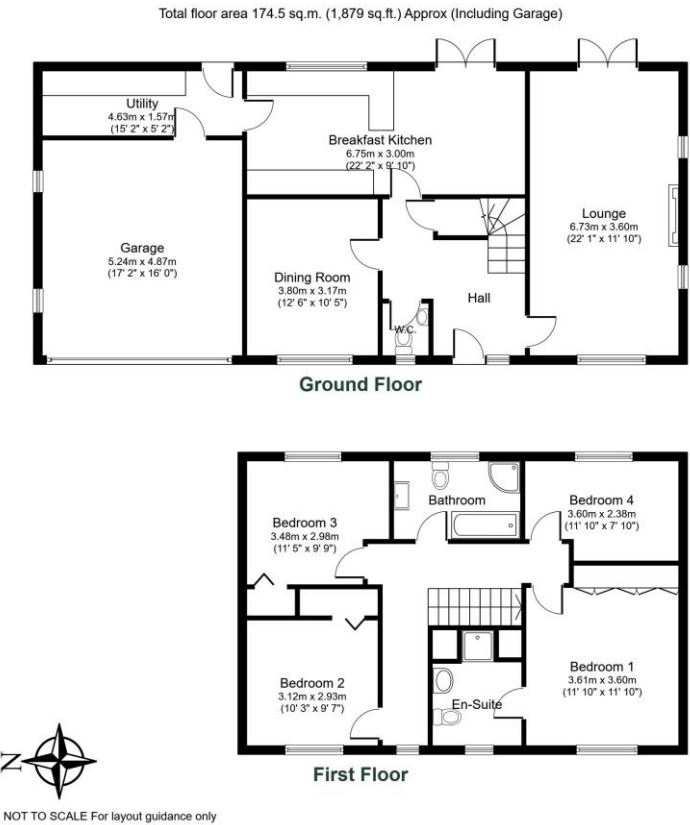 Total floor area 174.5 sq.m. (1,879 sq.ft.) Approx (Including Garage)
Utility
4.63m x 1.57m
(15' 2" x 5' 2")
Breakfast Kitchen
6.75m x 3.00m
(22' 2" x 9' 10")
Lounge
6.73m x 3.60m
(22' 1" x 11' 10")
Garage
5.24m x 4.87m
(17' 2" x 16' 0")
Dining Room
3.80m x 3.17m
(12' 6" x 10' 5")
Hall
W.C.
Ground Floor
Bathroom
Bedroom 4
3.60m x 2.38m
(11' 10" x 7' 10")
Bedroom 3
3.48m x 2.98m
(11' 5" x 9' 9")
Bedroom 1
3.61m x 3.60m
(11' 10" x 11' 10")
Bedroom 2
3.12m x 2.93m
(10' 3" x 9' 7")
En-Suite
First Floor
N
NOT TO SCALE For layout guidance only